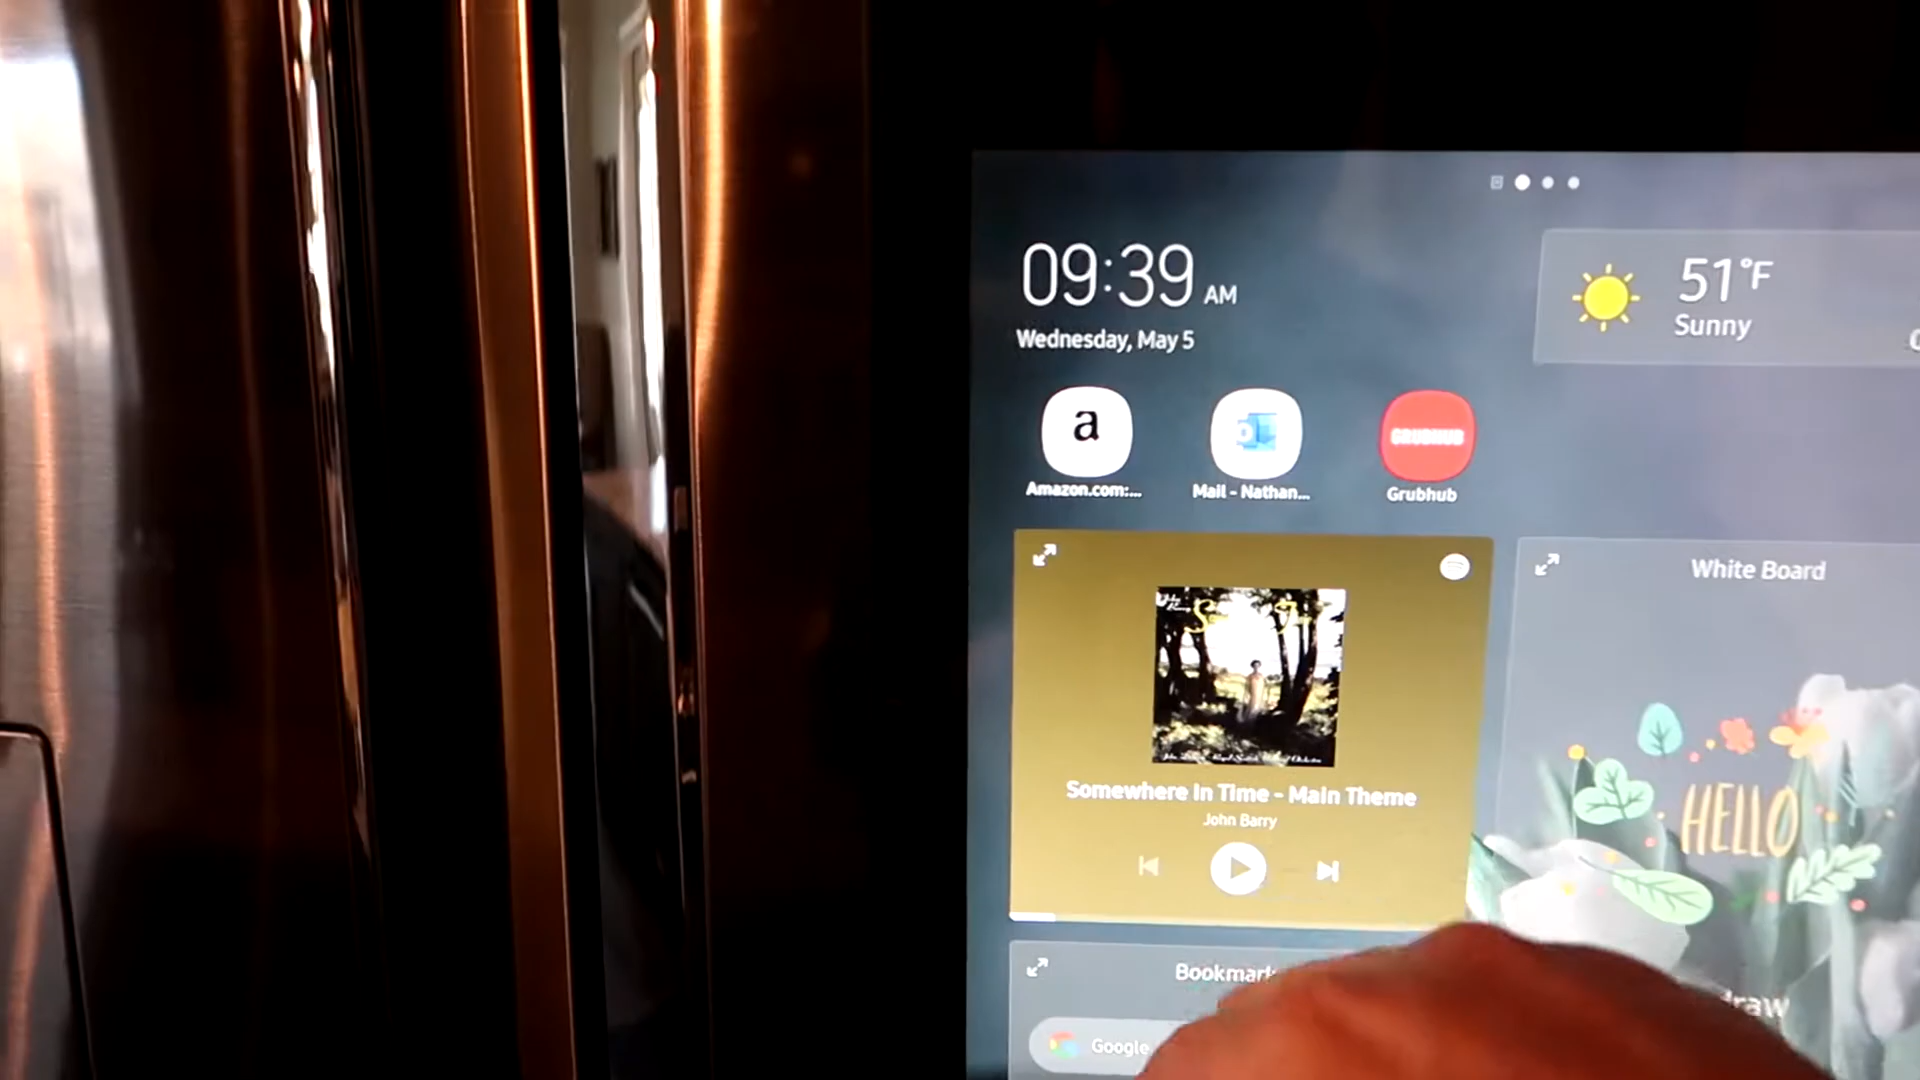 09:39 AM
Wednesday, May 5
51°F
Sunny
a
Amazon.com:...
Mail - Nathan...
GRUBHUB
Grubhub
White Board
HELLO
Somewhere In Time - Main Theme
John Barry
Google